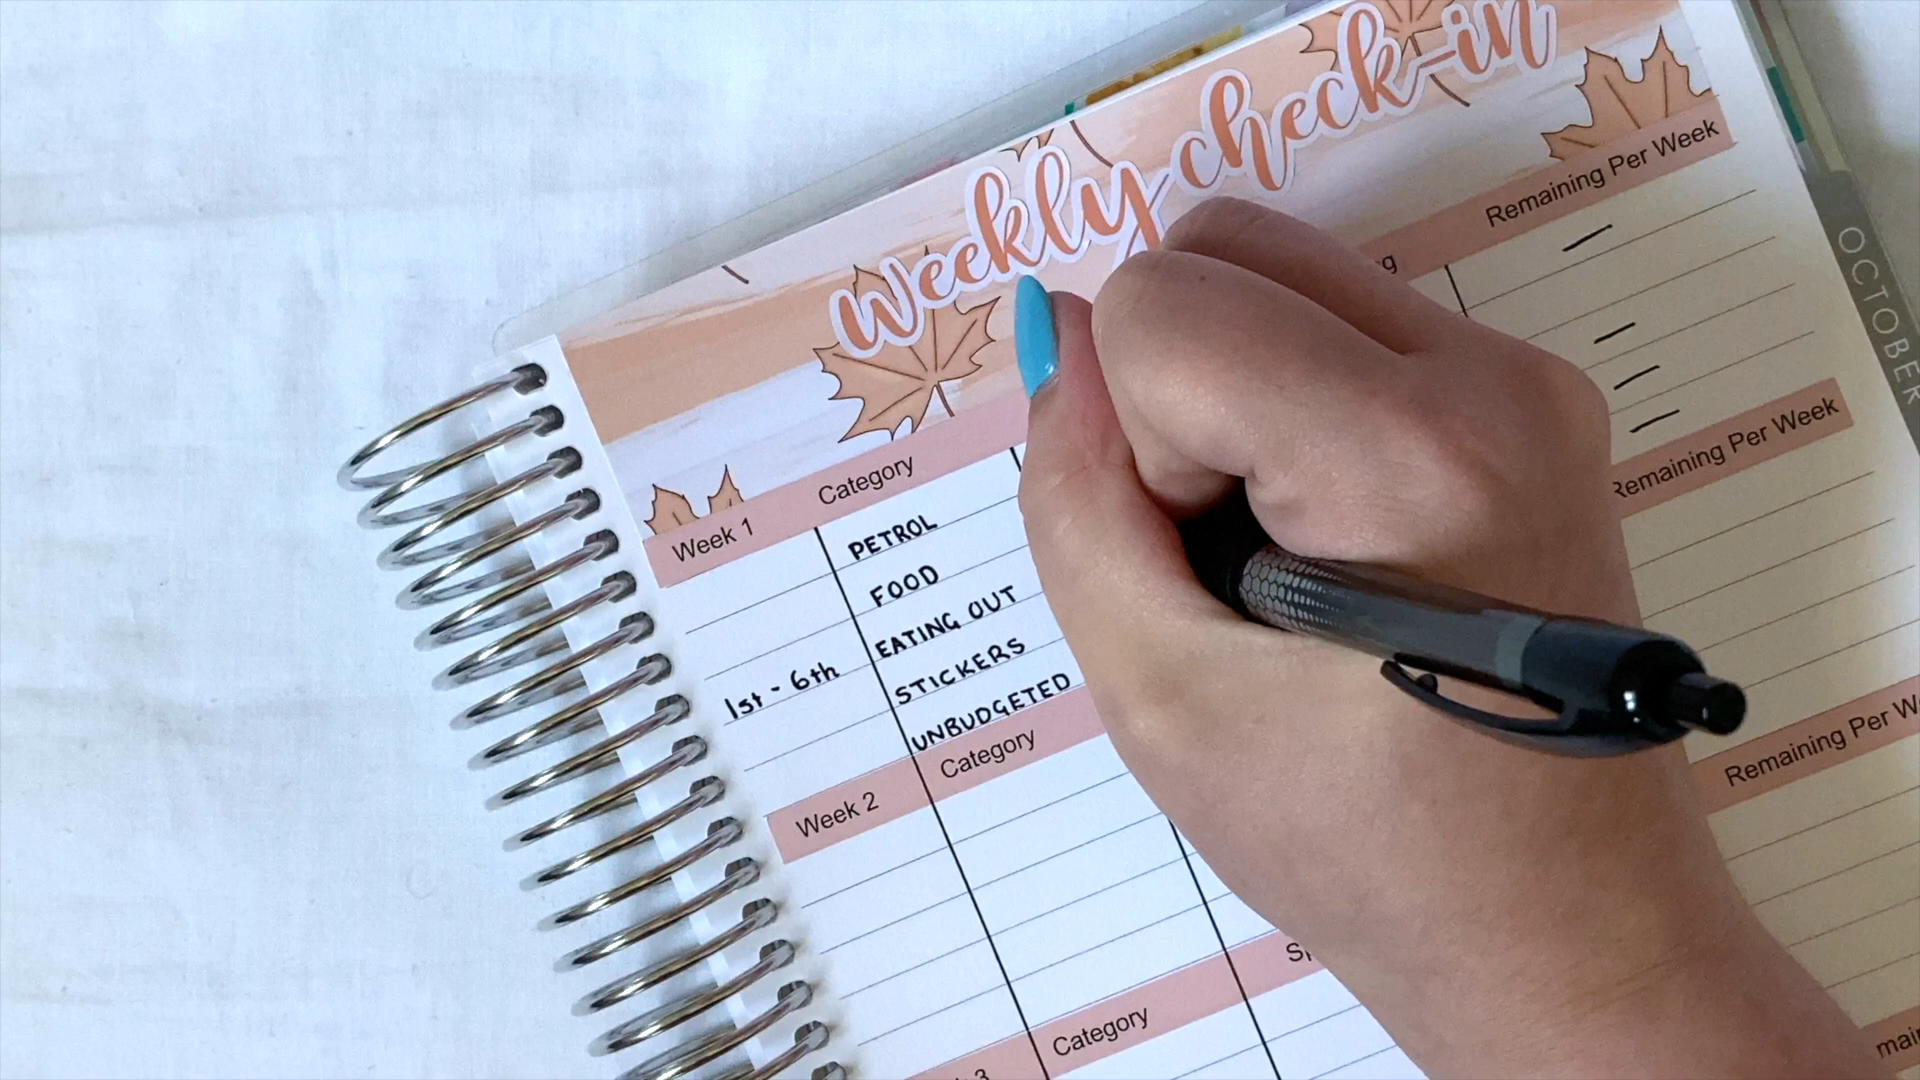 weekly check-in
Week 1 Category Remaining Per Week
PETROL —
FOOD
EATING OUT —
1st - 6th STICKERS —
UNBUDGETED —
Week 2 Category Remaining Per Week
Category Remaining Per
3
OCTOBER